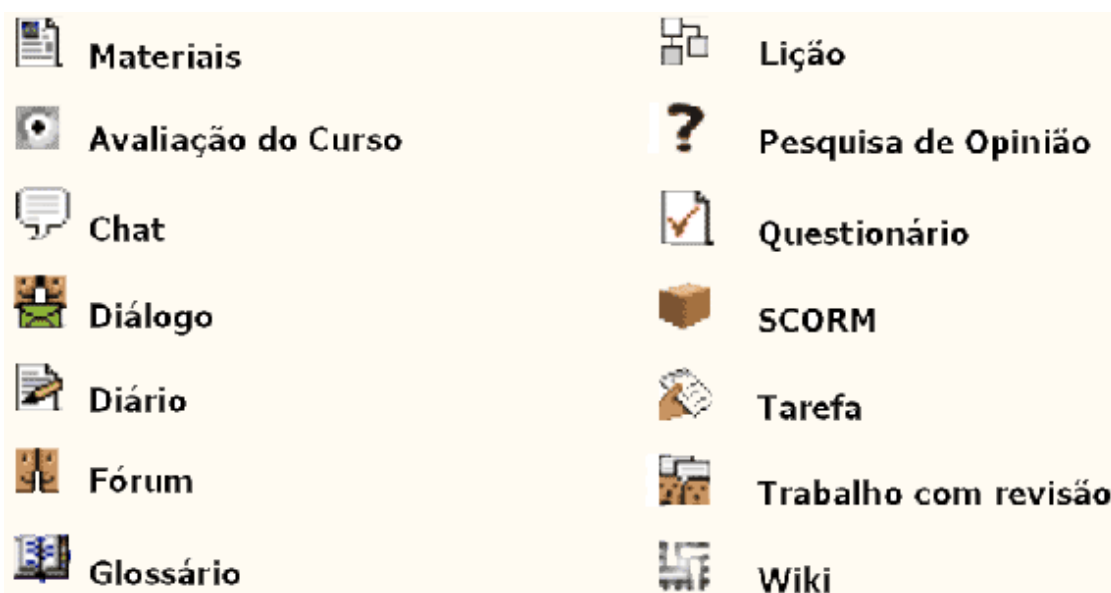 Materiais
Avaliação do Curso
Chat
Diálogo
Diário
Fórum
Glossário
Lição
Pesquisa de Opinião
Questionário
SCORM
Tarefa
Trabalho com revisão
Wiki